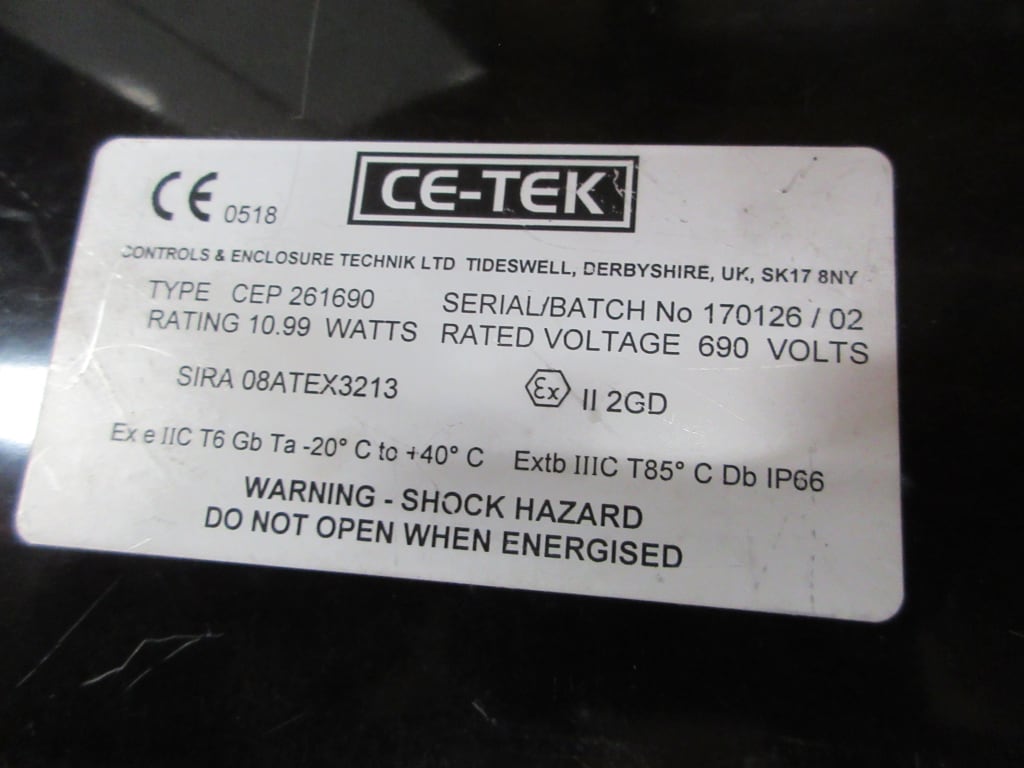 CE 0518 CE-TEK
CONTROLS & ENCLOSURE TECHNIK LTD TIDESWELL, DERBYSHIRE, UK, SK17 8NY
TYPE CEP 261690 SERIAL/BATCH No 170126 / 02
RATING 10.99 WATTS RATED VOLTAGE 690 VOLTS
SIRA 08ATEX3213 Ex II 2GD
Ex e IIC T6 Gb Ta -20° C to +40° C Extb IIIC T85° C Db IP66
WARNING - SHOCK HAZARD
DO NOT OPEN WHEN ENERGISED